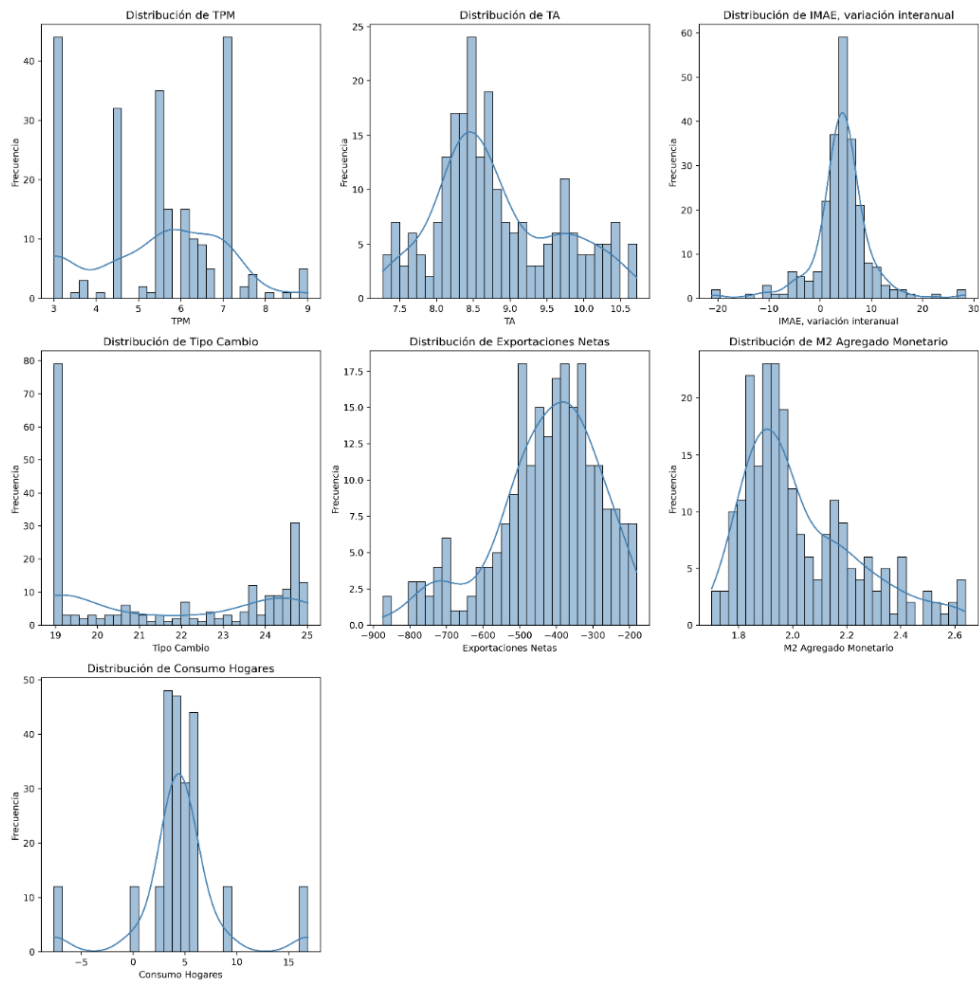 Distribución de TPM
Frecuencia
40
30
20
10
0
3 4 5 6 7 8 9
TPM
Distribución de TA
Frecuencia
25
20
15
10
5
0
7.5 8.0 8.5 9.0 9.5 10.0 10.5
TA
Distribución de IMAE, variación interanual
Frecuencia
60
50
40
30
20
10
0
−20 −10 0 10 20 30
IMAE, variación interanual
Distribución de Tipo Cambio
Frecuencia
80
70
60
50
40
30
20
10
0
19 20 21 22 23 24 25
Tipo Cambio
Distribución de Exportaciones Netas
Frecuencia
17.5
15.0
12.5
10.0
7.5
5.0
2.5
0.0
−900 −800 −700 −600 −500 −400 −300 −200
Exportaciones Netas
Distribución de M2 Agregado Monetario
Frecuencia
20
15
10
5
0
1.8 2.0 2.2 2.4 2.6
M2 Agregado Monetario
Distribución de Consumo Hogares
Frecuencia
50
40
30
20
10
0
−5 0 5 10 15
Consumo Hogares